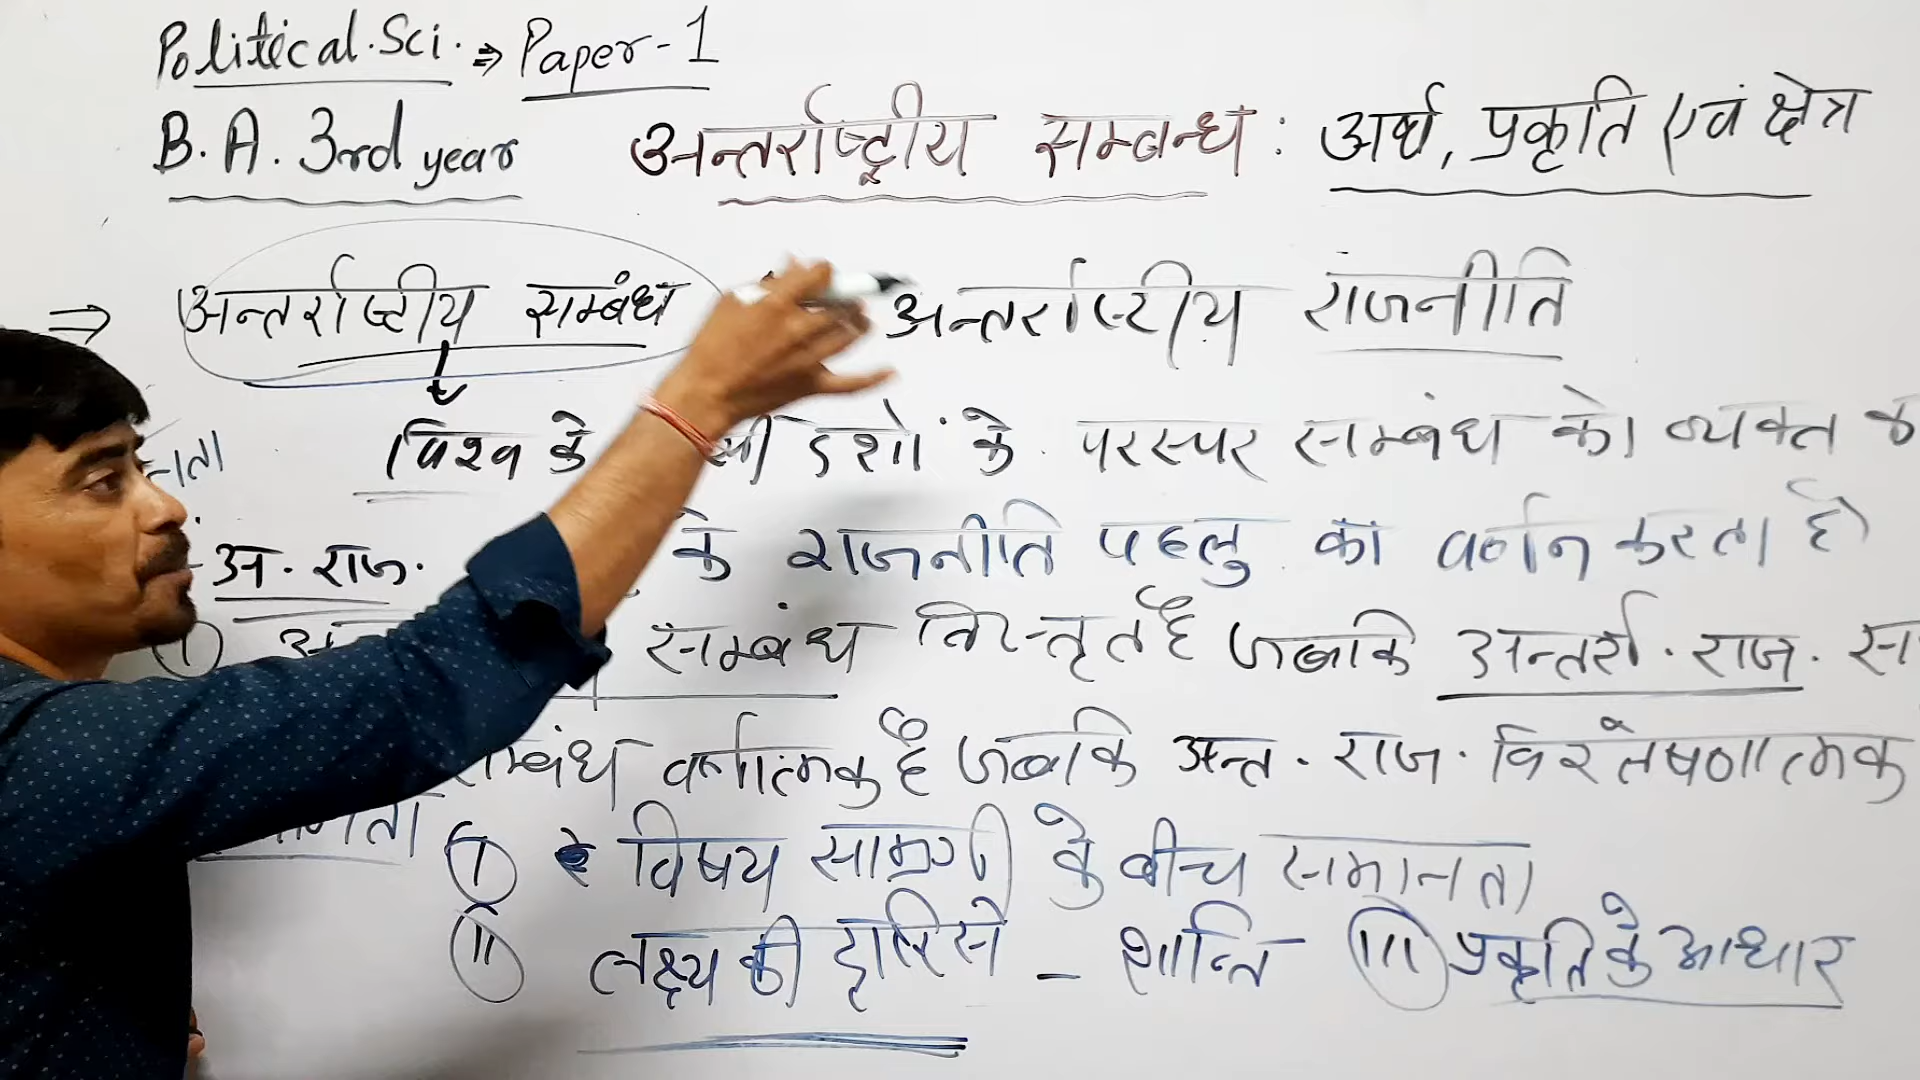 Political.Sci. ⇒ Paper-1
B.A. 3rd year
अन्तर्राष्ट्रीय सम्बन्ध: अर्थ, प्रकृति एवं क्षेत्र
⇒ अन्तर्राष्ट्रीय सम्बंध अन्तर्राष्ट्रीय राजनीति
विश्व के देशों के परस्पर सम्बंध को व्यक्त
अ. राज. के राजनीति पहलु का वर्णन करता है
(I) सम्बंध विस्तृत है जबकि अन्तर्रा. राज.
सम्बंध वर्णात्मक है जबकि अन्त. राज. विश्लेषणात्मक
(I) विषय सामग्री के बीच समानता
(II) लक्ष्य की दृष्टि से – शान्ति (III) प्रकृति के आधार